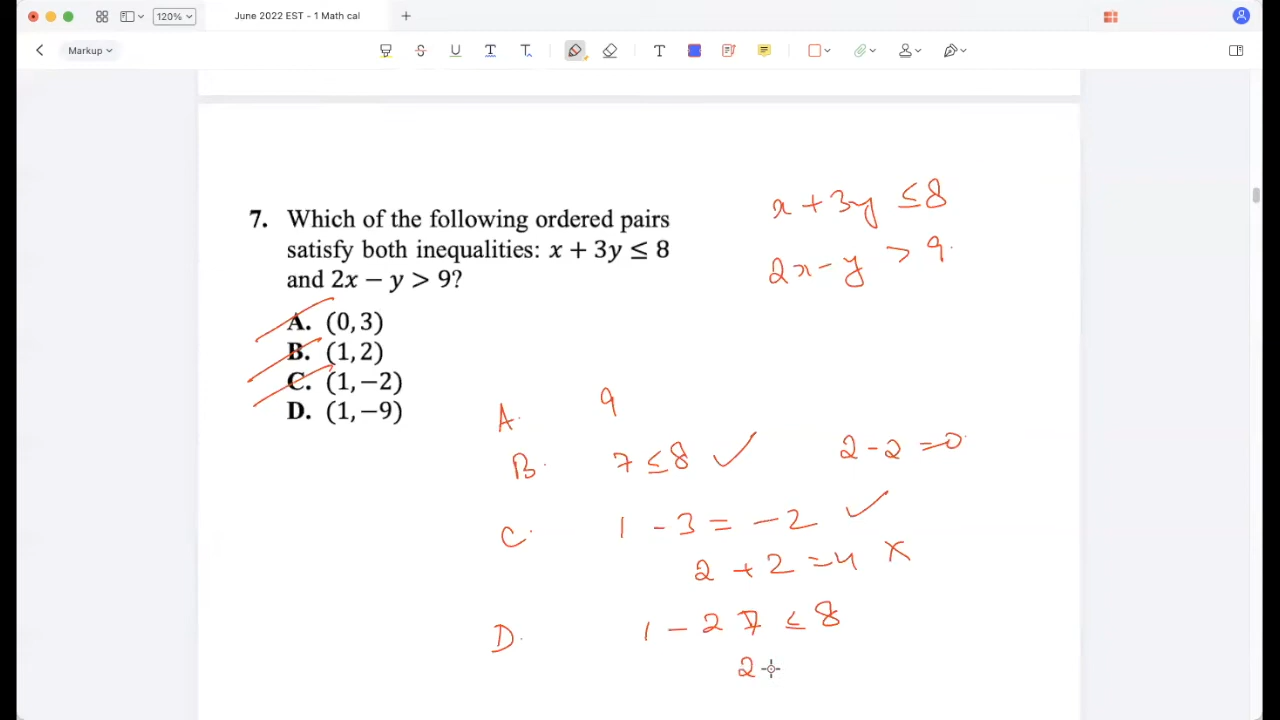 120%
June 2022 EST - 1 Math cal
Markup
7. Which of the following ordered pairs
satisfy both inequalities: x + 3y ≤ 8
and 2x − y > 9?
A. (0, 3)
B. (1, 2)
C. (1, −2)
D. (1, −9)
x + 3y ≤ 8
2x − y > 9
A. 9
B. 7 ≤ 8 ✓ 2 − 2 = 0
C. 1 − 3 = −2 ✓
2 + 2 = 4 ×
D. 1 − 27 ≤ 8
2